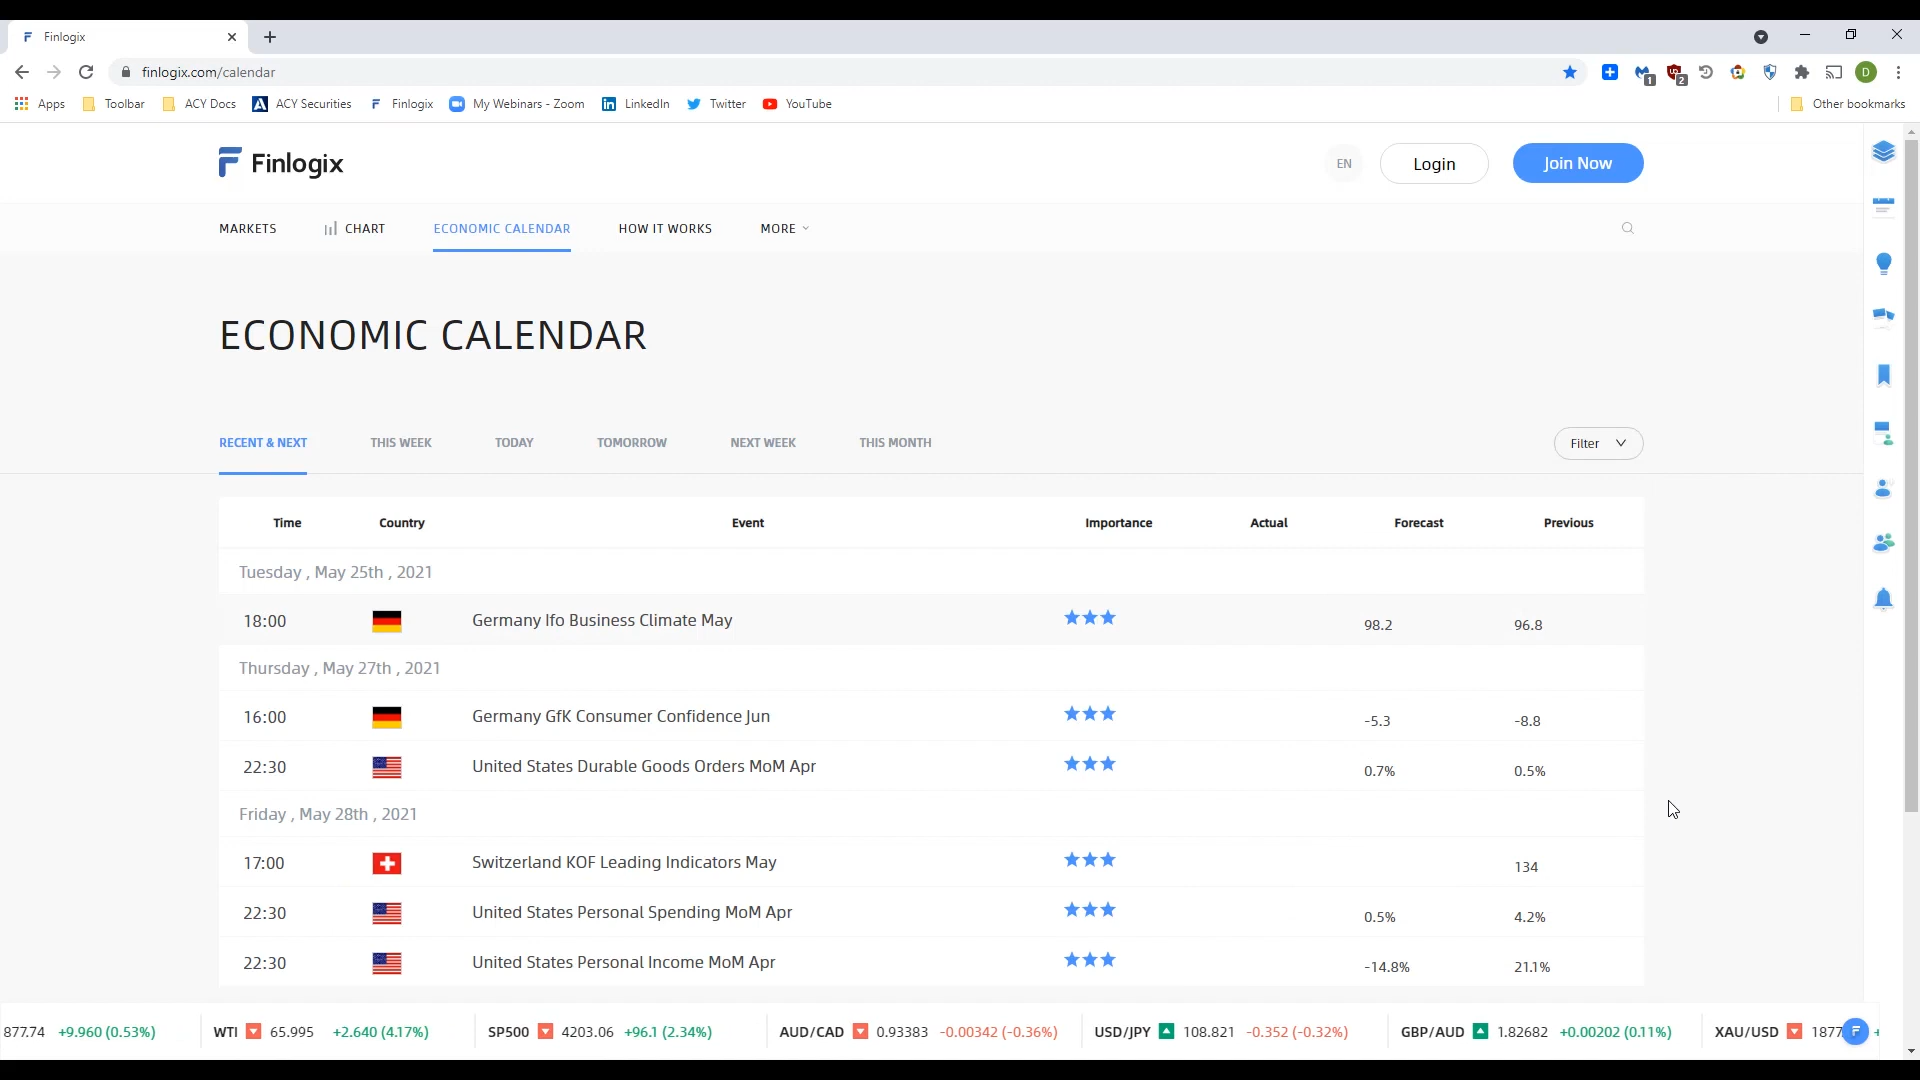 Finlogix
finlogix.com/calendar
1 2 D
Apps Toolbar ACY Docs ACY Securities Finlogix My Webinars - Zoom LinkedIn Twitter YouTube Other bookmarks
Finlogix EN Login Join Now
MARKETS CHART ECONOMIC CALENDAR HOW IT WORKS MORE
ECONOMIC CALENDAR
RECENT & NEXT THIS WEEK TODAY TOMORROW NEXT WEEK THIS MONTH Filter
Time Country Event Importance Actual Forecast Previous
Tuesday , May 25th , 2021
18:00 Germany Ifo Business Climate May 98.2 96.8
Thursday , May 27th , 2021
16:00 Germany GfK Consumer Confidence Jun -5.3 -8.8
22:30 United States Durable Goods Orders MoM Apr 0.7% 0.5%
Friday , May 28th , 2021
17:00 Switzerland KOF Leading Indicators May 134
22:30 United States Personal Spending MoM Apr 0.5% 4.2%
22:30 United States Personal Income MoM Apr -14.8% 21.1%
877.74 +9.960 (0.53%) WTI 65.995 +2.640 (4.17%) SP500 4203.06 +96.1 (2.34%) AUD/CAD 0.93383 -0.00342 (-0.36%) USD/JPY 108.821 -0.352 (-0.32%) GBP/AUD 1.82682 +0.00202 (0.11%) XAU/USD 1877